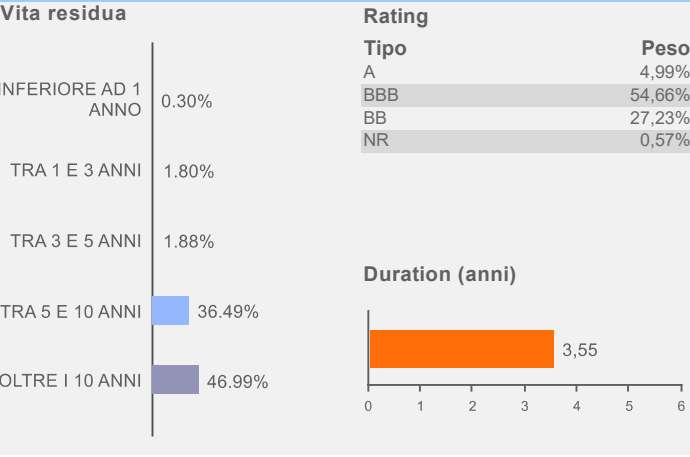 Vita residua
INFERIORE AD 1
ANNO
0.30%
TRA 1 E 3 ANNI
1.80%
TRA 3 E 5 ANNI
1.88%
TRA 5 E 10 ANNI
36.49%
OLTRE I 10 ANNI
46.99%
Rating
Tipo Peso
A 4,99%
BBB 54,66%
BB 27,23%
NR 0,57%
Duration (anni)
3,55
0 1 2 3 4 5 6